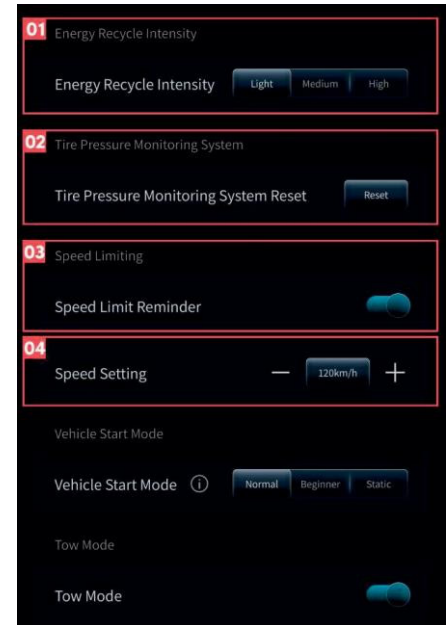 01 Energy Recycle Intensity
Energy Recycle Intensity Light Medium High
02 Tire Pressure Monitoring System
Tire Pressure Monitoring System Reset Reset
03 Speed Limiting
Speed Limit Reminder
04
Speed Setting — 120km/h +
Vehicle Start Mode
Vehicle Start Mode i Normal Beginner Static
Tow Mode
Tow Mode